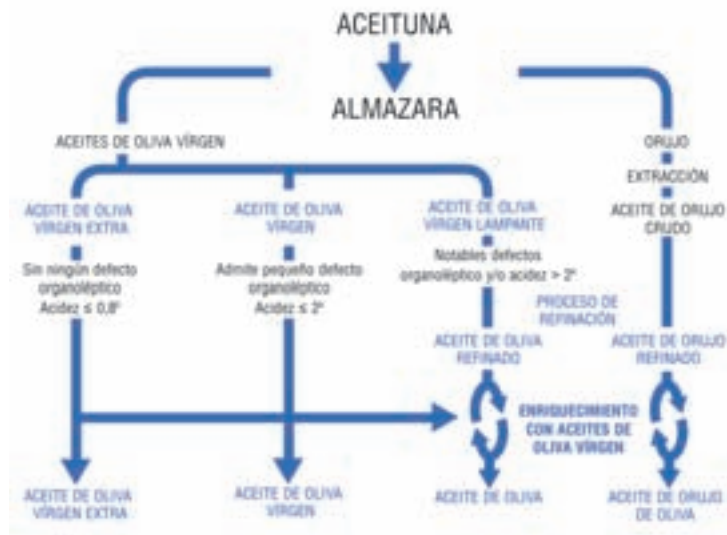 ACEITUNA
ALMAZARA
ACEITES DE OLIVA VÍRGEN
ORUJO
EXTRACCIÓN
ACEITE DE ORUJO
CRUDO
ACEITE DE OLIVA
VÍRGEN EXTRA
ACEITE DE OLIVA
VÍRGEN
ACEITE DE OLIVA
VÍRGEN LAMPANTE
Sin ningún defecto
organoléptico
Acidez ≤ 0,8º
Admite pequeño defecto
organoléptico
Acidez ≤ 2º
Notables defectos
organoléptico y/o acidez > 2º
PROCESO DE
REFINACIÓN
ACEITE DE OLIVA
REFINADO
ACEITE DE ORUJO
REFINADO
ENRIQUECIMIENTO
CON ACEITES DE
OLIVA VÍRGEN
ACEITE DE OLIVA
VÍRGEN EXTRA
ACEITE DE OLIVA
VÍRGEN
ACEITE DE OLIVA
ACEITE DE ORUJO
DE OLIVA